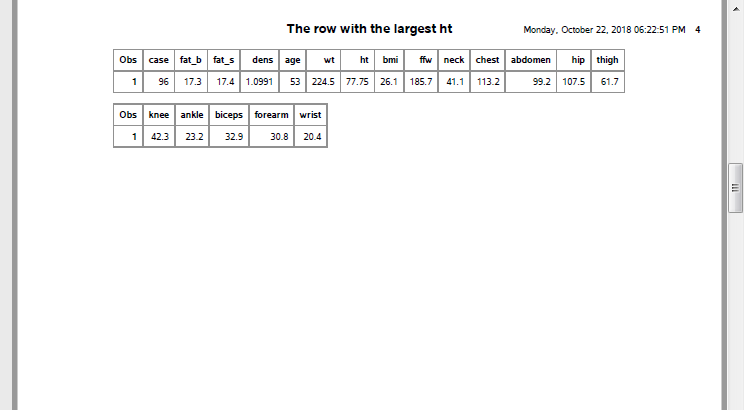 The row with the largest ht Monday, October 22, 2018 06:22:51 PM 4
Obs case fat_b fat_s dens age wt ht bmi ffw neck chest abdomen hip thigh
1 96 17.3 17.4 1.0991 53 224.5 77.75 26.1 185.7 41.1 113.2 99.2 107.5 61.7
Obs knee ankle biceps forearm wrist
1 42.3 23.2 32.9 30.8 20.4